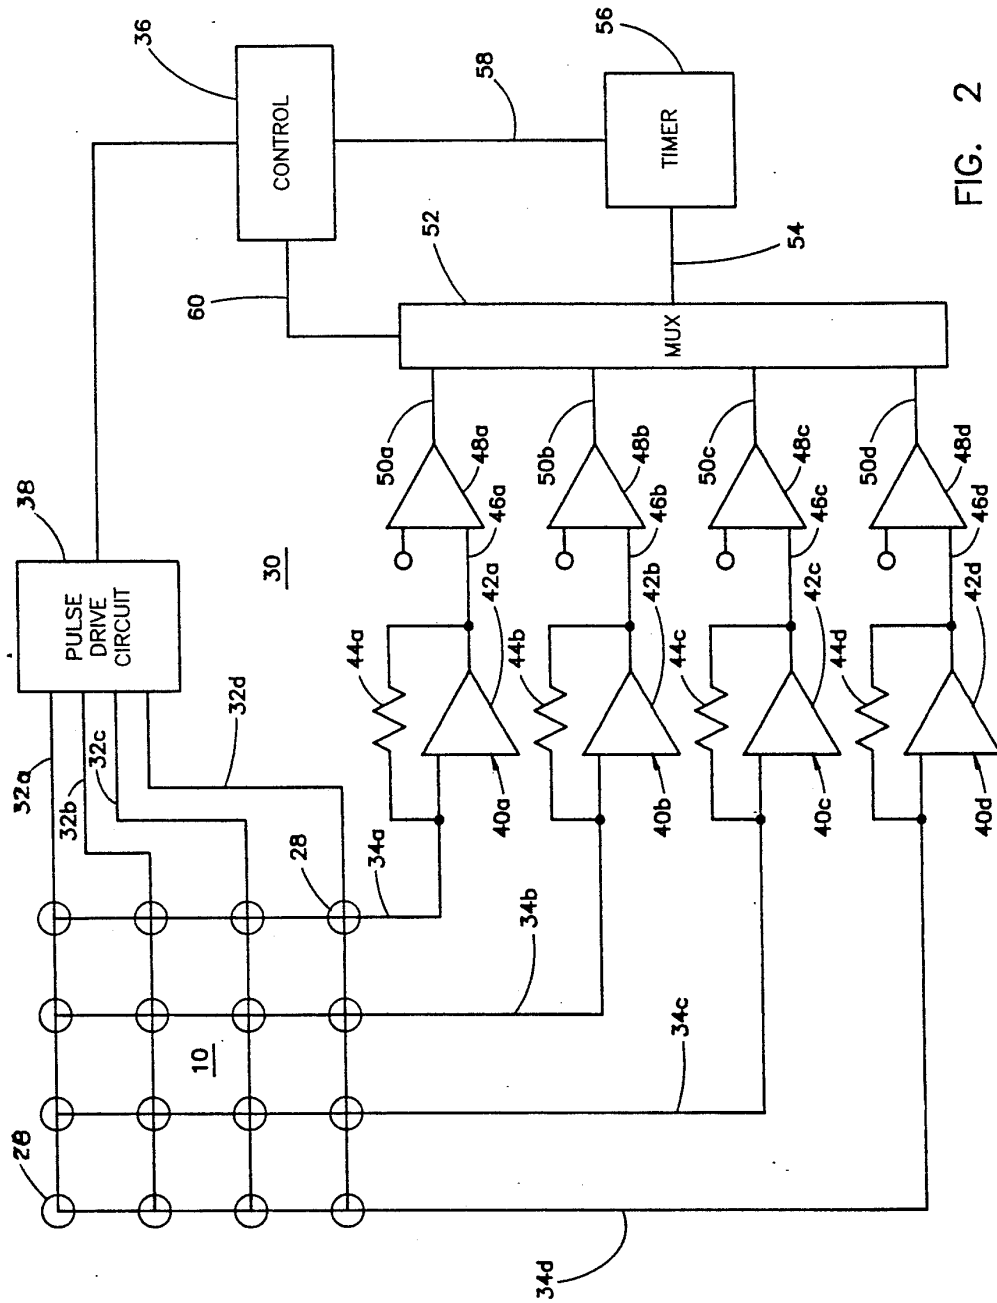 38
PULSE
DRIVE
CIRCUIT
36
CONTROL
32a
32b
32c
32d
28
28
10
30
60
58
56
TIMER
52
MUX
54
34a
34b
34c
34d
44a
42a
40a
46a
48a
50a
44b
42b
40b
46b
48b
50b
44c
42c
40c
46c
48c
50c
44d
42d
40d
46d
48d
50d
FIG. 2